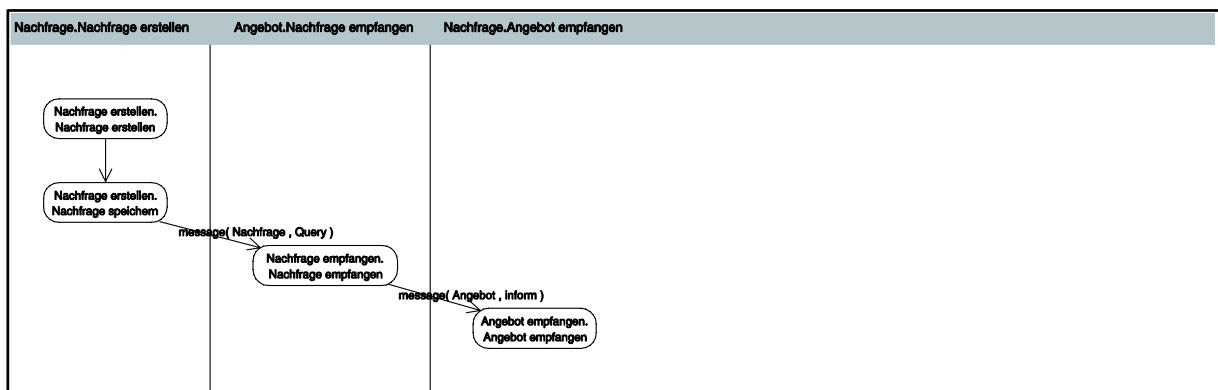 Nachfrage.Nachfrage erstellen
Angebot.Nachfrage empfangen
Nachfrage.Angebot empfangen
Nachfrage erstellen.
Nachfrage erstellen
Nachfrage erstellen.
Nachfrage speichern
message( Nachfrage , Query )
Nachfrage empfangen.
Nachfrage empfangen
message( Angebot , inform )
Angebot empfangen.
Angebot empfangen